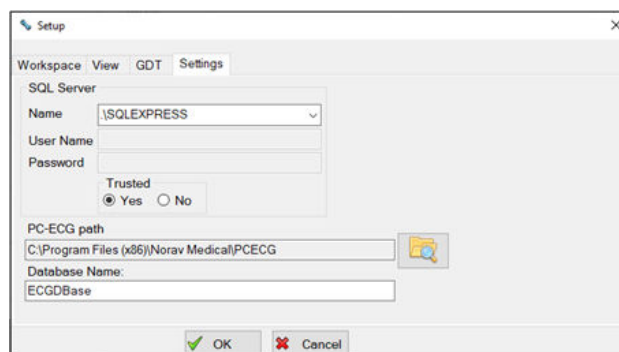 Setup
Workspace View GDT Settings
SQL Server
Name .\SQLEXPRESS
User Name
Password
Trusted
Yes No
PC-ECG path
C:\Program Files (x86)\Norav Medical\PCECG
Database Name:
ECGDBase
OK Cancel